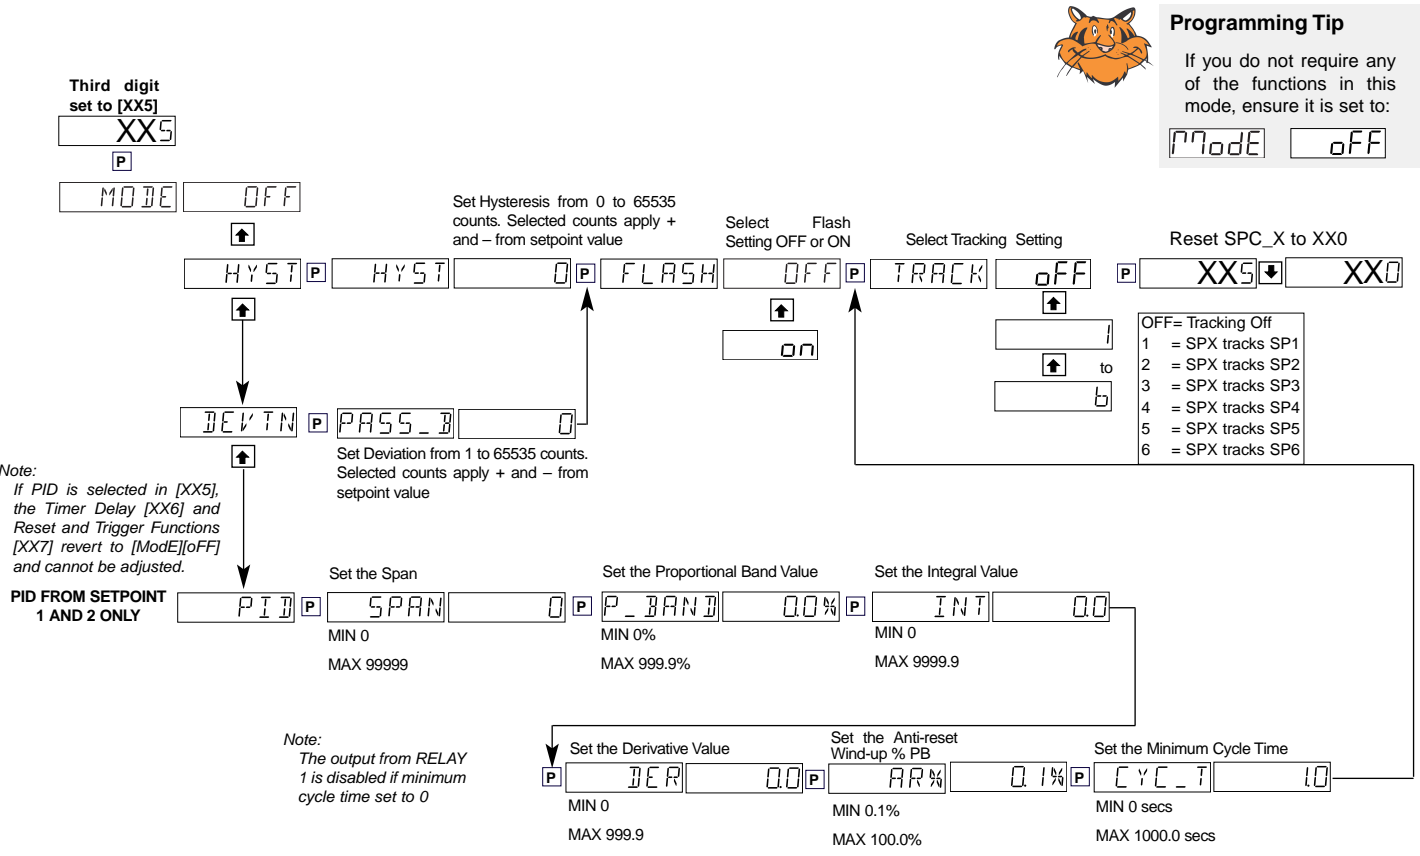 Programming Tip
If you do not require any
of the functions in this
mode, ensure it is set to:
ModE oFF
Third digit
set to [XX5]
XX5
P
MODE OFF
Set Hysteresis from 0 to 65535
counts. Selected counts apply +
and – from setpoint value
Select Flash
Setting OFF or ON
Select Tracking Setting
Reset SPC_X to XX0
HYST P HYST 0 P FLASH OFF P TRACK oFF P XX5 XX0
on
1
to
6
OFF= Tracking Off
1 = SPX tracks SP1
2 = SPX tracks SP2
3 = SPX tracks SP3
4 = SPX tracks SP4
5 = SPX tracks SP5
6 = SPX tracks SP6
DEVTN P PASS_B 0
Set Deviation from 1 to 65535 counts.
Selected counts apply + and – from
setpoint value
Note:
If PID is selected in [XX5],
the Timer Delay [XX6] and
Reset and Trigger Functions
[XX7] revert to [ModE][oFF]
and cannot be adjusted.
PID FROM SETPOINT
1 AND 2 ONLY
Set the Span
Set the Proportional Band Value
Set the Integral Value
PID P SPAN 0 P P_BAND 0.0% P INT 0.0
MIN 0
MAX 99999
MIN 0%
MAX 999.9%
MIN 0
MAX 9999.9
Note:
The output from RELAY
1 is disabled if minimum
cycle time set to 0
Set the Derivative Value
Set the Anti-reset
Wind-up % PB
Set the Minimum Cycle Time
P DER 0.0 P AR% 0.1% P CYC_T 1.0
MIN 0
MAX 999.9
MIN 0.1%
MAX 100.0%
MIN 0 secs
MAX 1000.0 secs